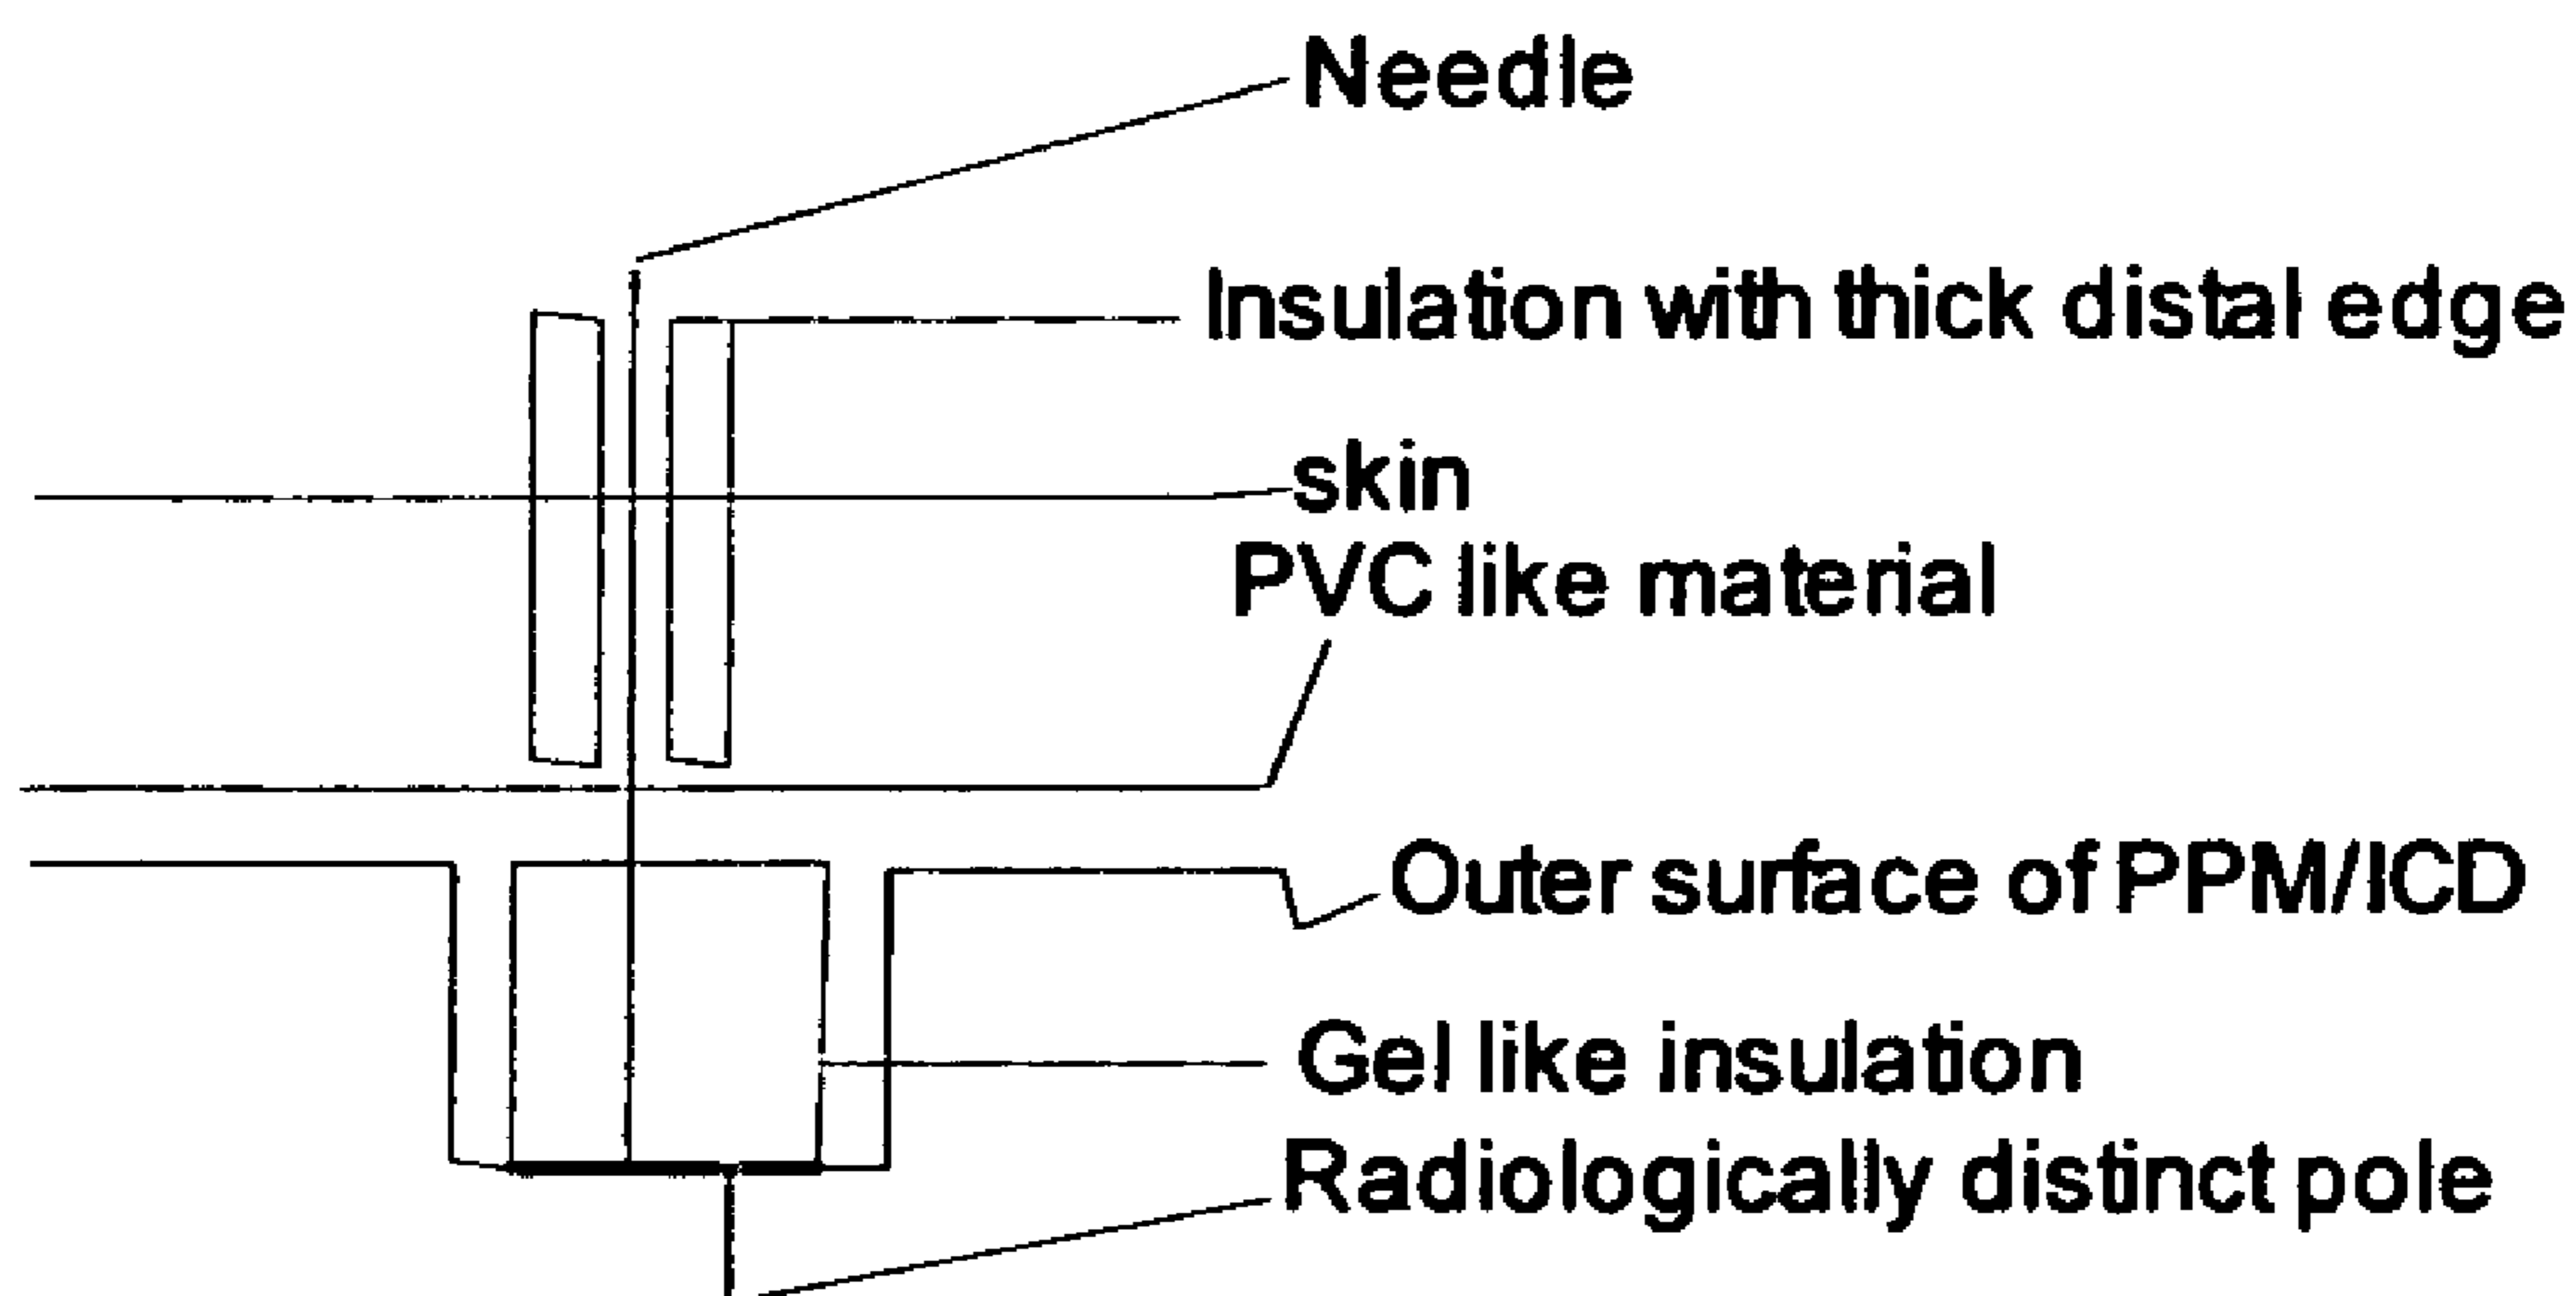 Needle
Insulation with thick distal edge
skin
PVC like material
Outer surface of PPM/ICD
Gel like insulation
Radiologically distinct pole